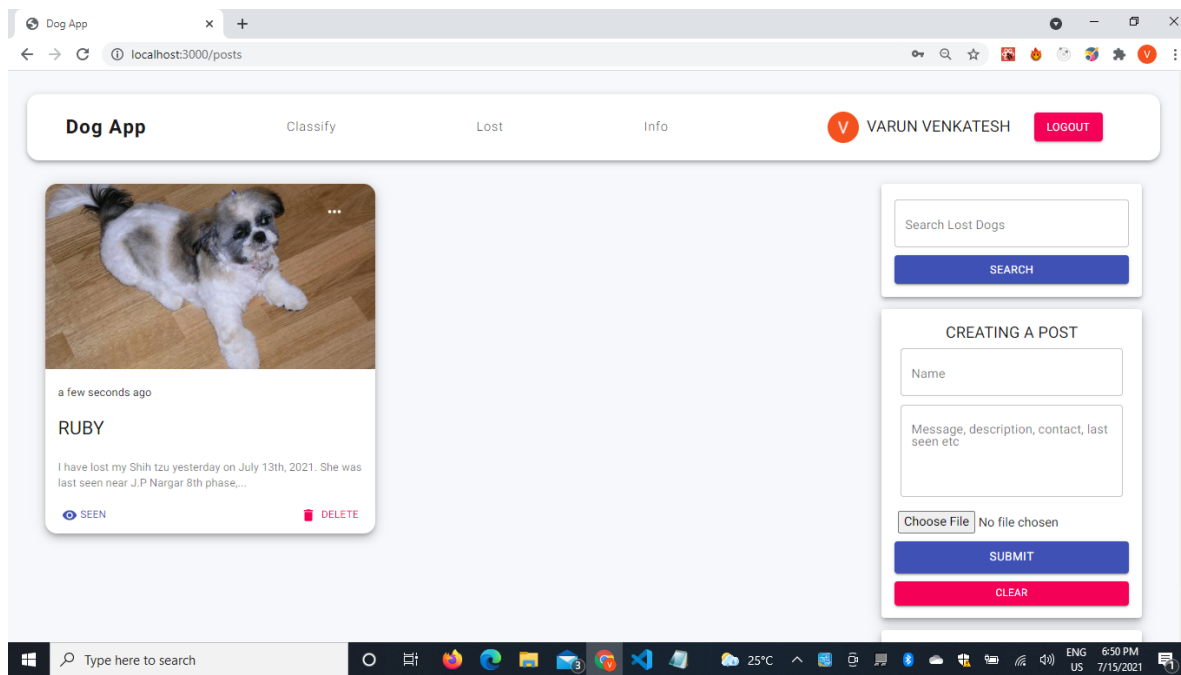 Dog App
localhost:3000/posts
V
Dog App
Classify
Lost
Info
V
VARUN VENKATESH
LOGOUT
a few seconds ago
RUBY
I have lost my Shih tzu yesterday on July 13th, 2021. She was
last seen near J.P Nargar 8th phase,...
SEEN
DELETE
Search Lost Dogs
SEARCH
CREATING A POST
Name
Message, description, contact, last
seen etc
Choose File No file chosen
SUBMIT
CLEAR
Type here to search
3
25°C
ENG
US
6:50 PM
7/15/2021
1